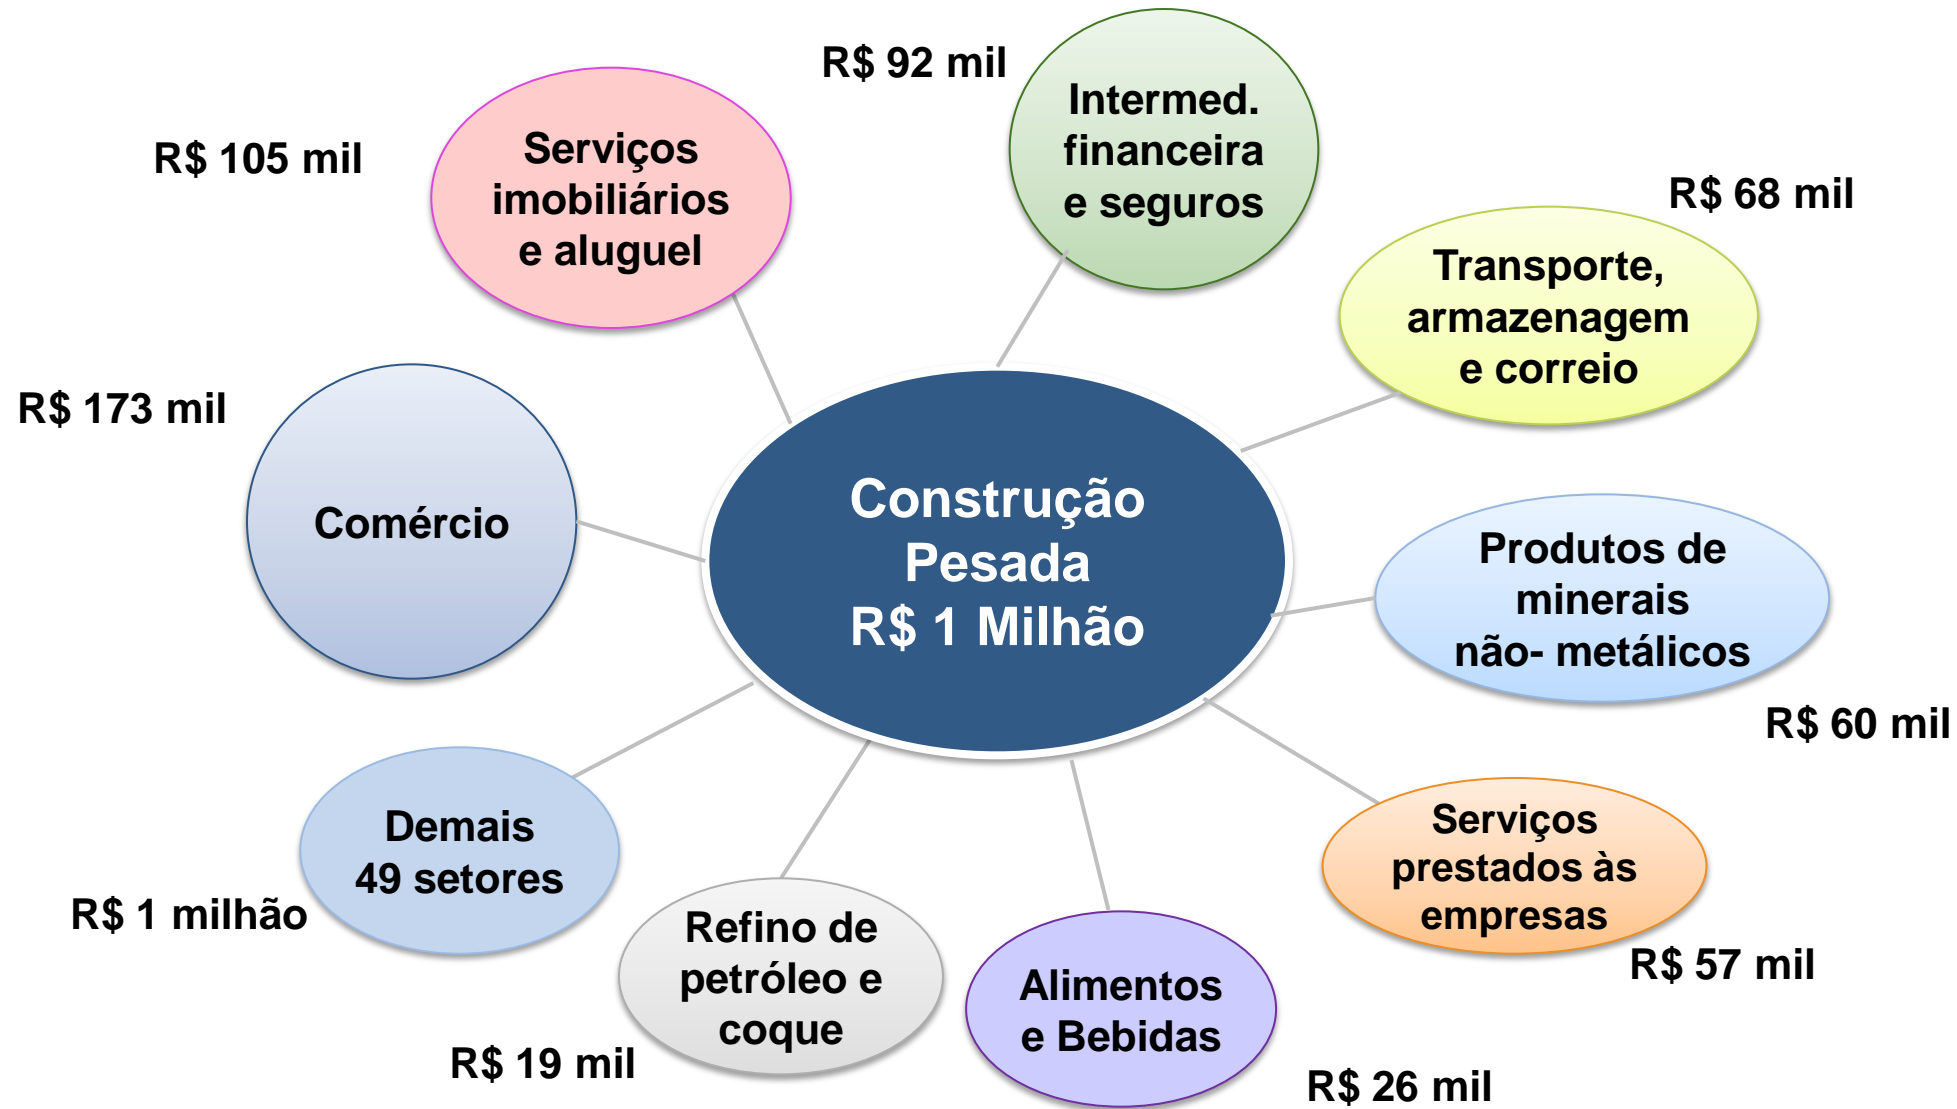 R$ 92 mil
Intermed.
financeira
e seguros
R$ 105 mil
Serviços
imobiliários
e aluguel
R$ 68 mil
Transporte,
armazenagem
e correio
R$ 173 mil
Comércio
Construção
Pesada
R$ 1 Milhão
Produtos de
minerais
não- metálicos
R$ 60 mil
Demais
49 setores
R$ 1 milhão
Serviços
prestados às
empresas
R$ 57 mil
Refino de
petróleo e
coque
R$ 19 mil
Alimentos
e Bebidas
R$ 26 mil